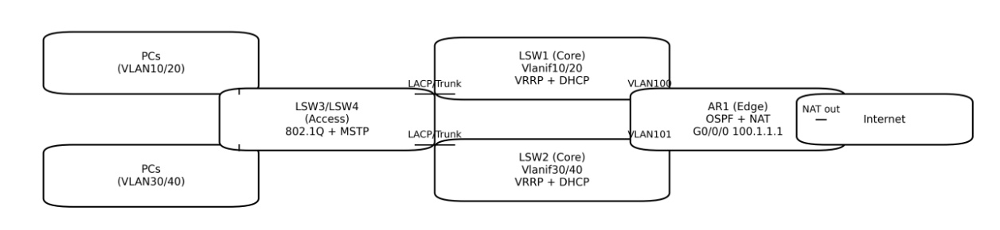 PCs
(VLAN10/20)
PCs
(VLAN30/40)
LSW3/LSW4
(Access)
802.1Q + MSTP
LACP/Trunk
LACP/Trunk
LSW1 (Core)
Vlanif10/20
VRRP + DHCP
LSW2 (Core)
Vlanif30/40
VRRP + DHCP
VLAN100
VLAN101
AR1 (Edge)
OSPF + NAT
G0/0/0 100.1.1.1
NAT out
Internet